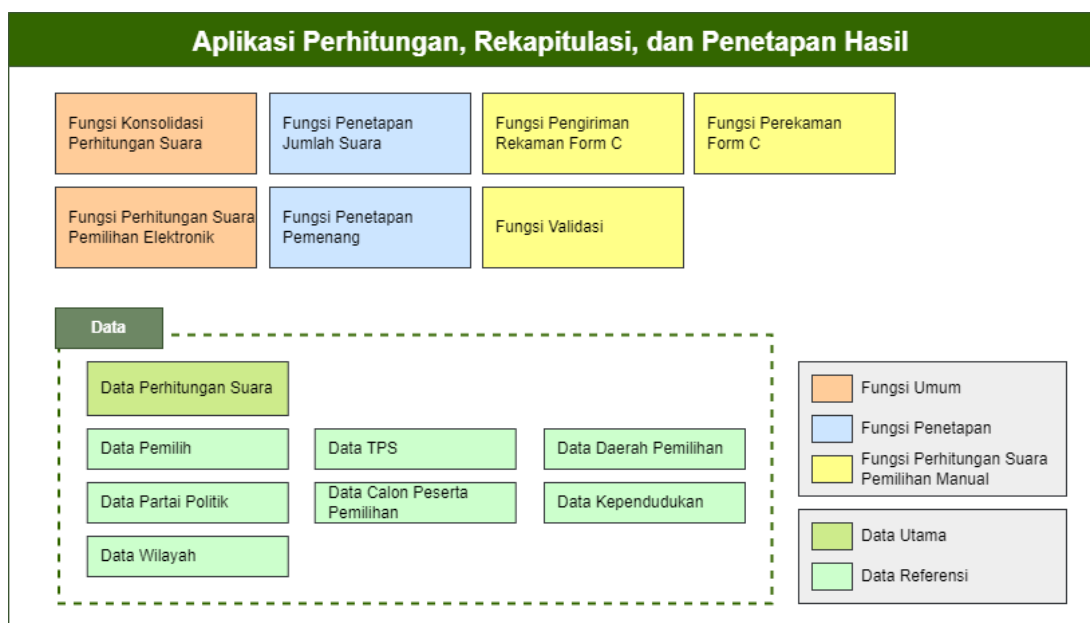 Aplikasi Perhitungan, Rekapitulasi, dan Penetapan Hasil
Fungsi Konsolidasi
Perhitungan Suara
Fungsi Penetapan
Jumlah Suara
Fungsi Pengiriman
Rekaman Form C
Fungsi Perekaman
Form C
Fungsi Perhitungan Suara
Pemilihan Elektronik
Fungsi Penetapan
Pemenang
Fungsi Validasi
Data
Data Perhitungan Suara
Data Pemilih
Data TPS
Data Daerah Pemilihan
Data Partai Politik
Data Calon Peserta
Pemilihan
Data Kependudukan
Data Wilayah
Fungsi Umum
Fungsi Penetapan
Fungsi Perhitungan Suara
Pemilihan Manual
Data Utama
Data Referensi